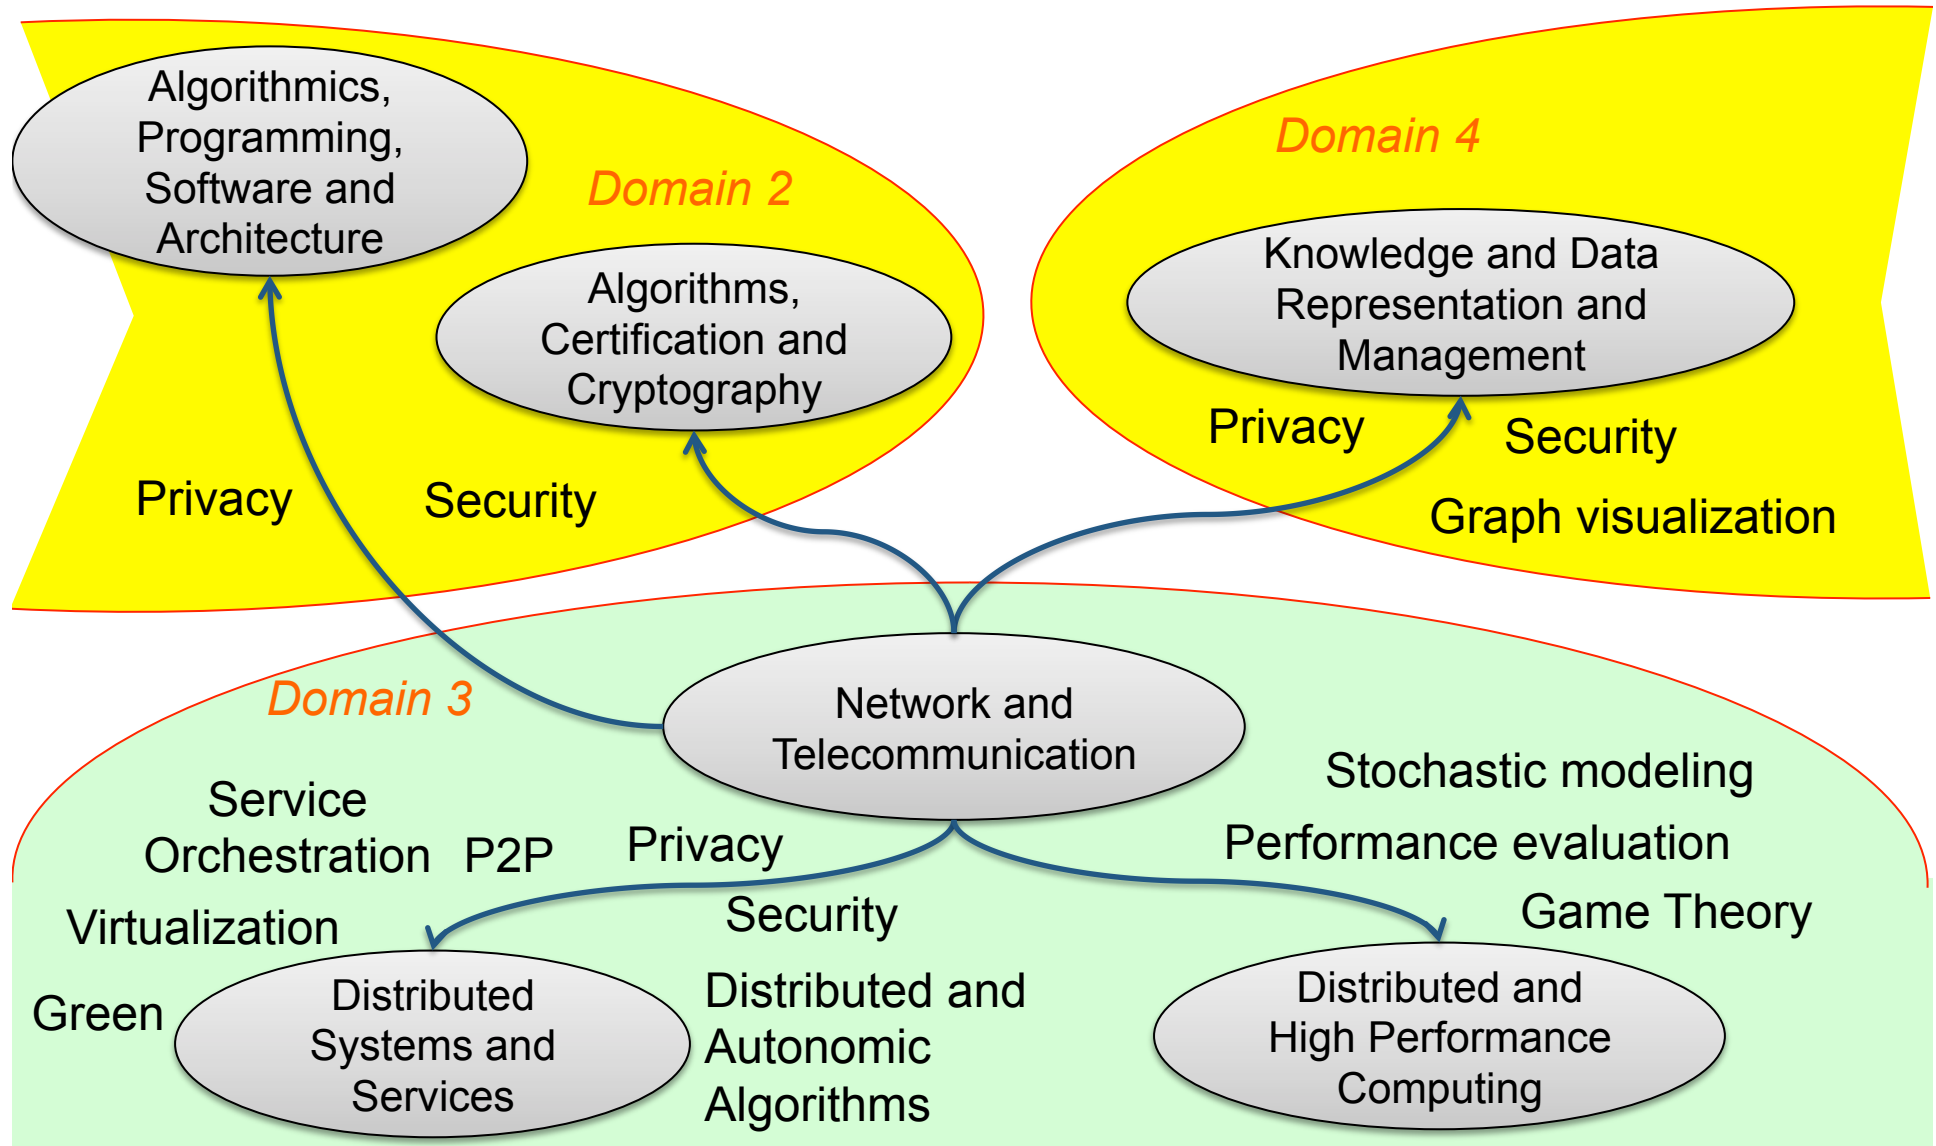 Algorithmics,
Programming,
Software and
Architecture
Domain 2
Algorithms,
Certification and
Cryptography
Privacy
Security
Domain 4
Knowledge and Data
Representation and
Management
Privacy
Security
Graph visualization
Domain 3
Network and
Telecommunication
Service
Orchestration
P2P
Privacy
Stochastic modeling
Performance evaluation
Virtualization
Security
Game Theory
Green
Distributed
Systems and
Services
Distributed and
Autonomic
Algorithms
Distributed and
High Performance
Computing